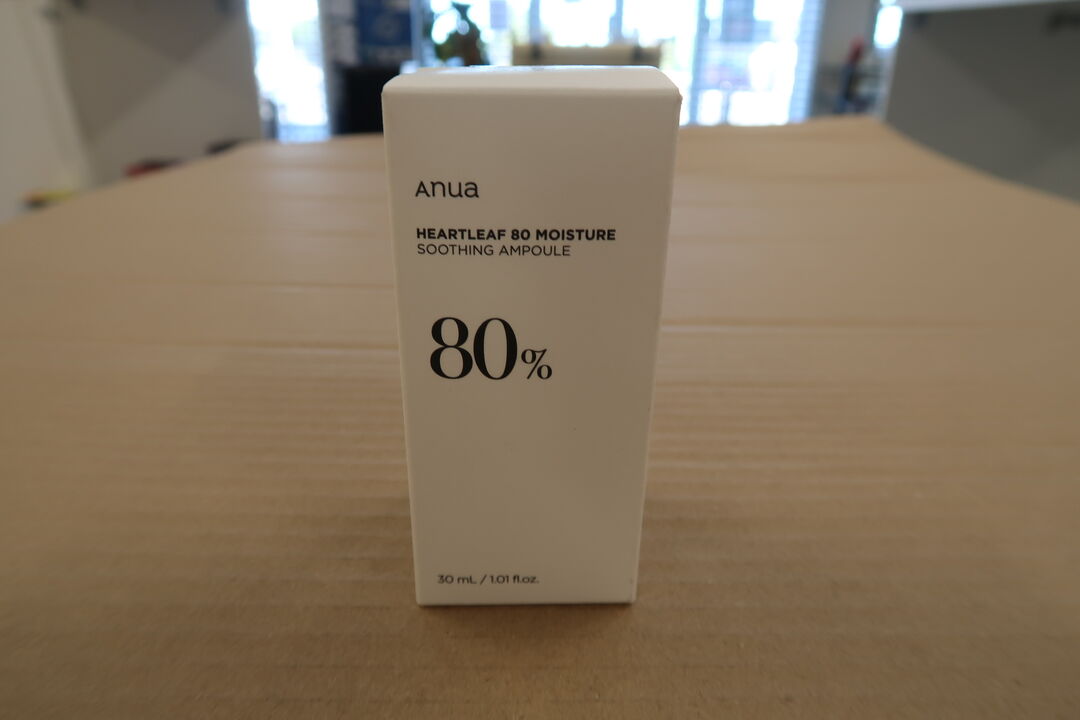 Anua
HEARTLEAF 80 MOISTURE
SOOTHING AMPOULE
80%
30 mL / 1.01 fl.oz.